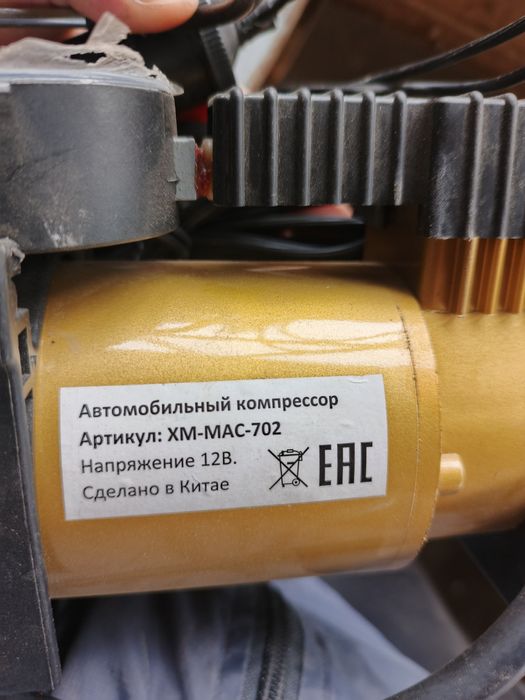 Автомобильный компрессор
Артикул: XM-MAC-702
Напряжение 12В.
Сделано в Китае
EAC